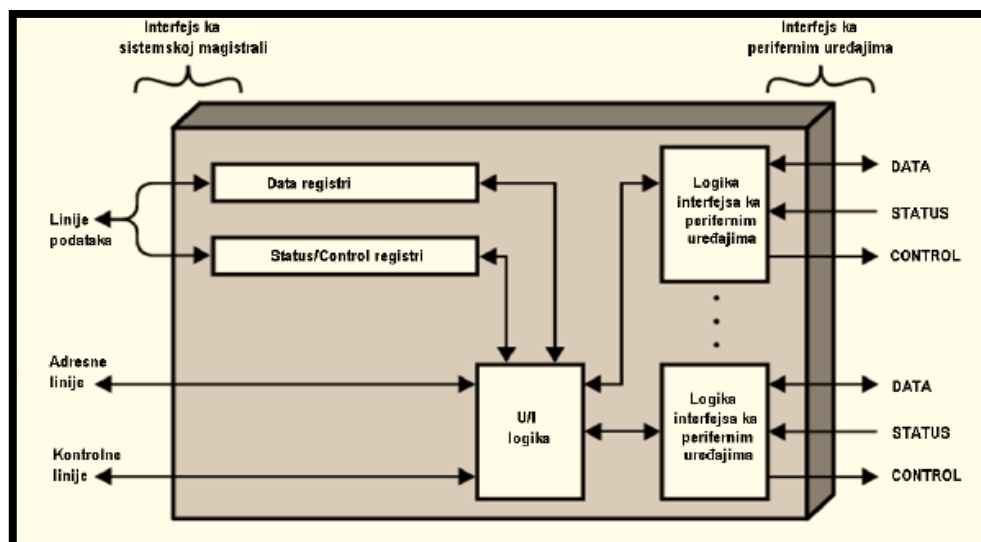 Interfejs ka
sistemskoj magistrali
Interfejs ka
perifernim uređajima
Data registri
Linije
podataka
Status/Control registri
Logika
interfejsa ka
perifernim
uređajima
DATA
STATUS
CONTROL
Adresne
linije
U/I
logika
Kontrolne
linije
Logika
interfejsa ka
perifernim
uređajima
DATA
STATUS
CONTROL